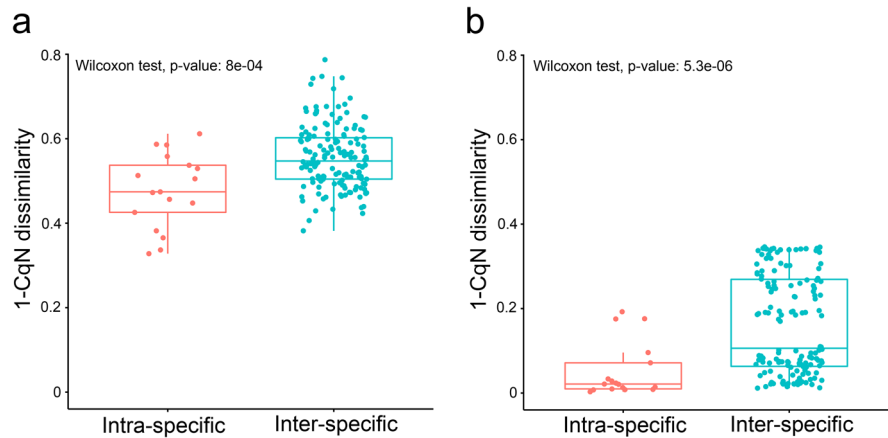 a
Wilcoxon test, p-value: 8e-04
1-CqN dissimilarity
0.8
0.6
0.4
0.2
0
Intra-specific
Inter-specific
b
Wilcoxon test, p-value: 5.3e-06
1-CqN dissimilarity
0.8
0.6
0.4
0.2
0
Intra-specific
Inter-specific